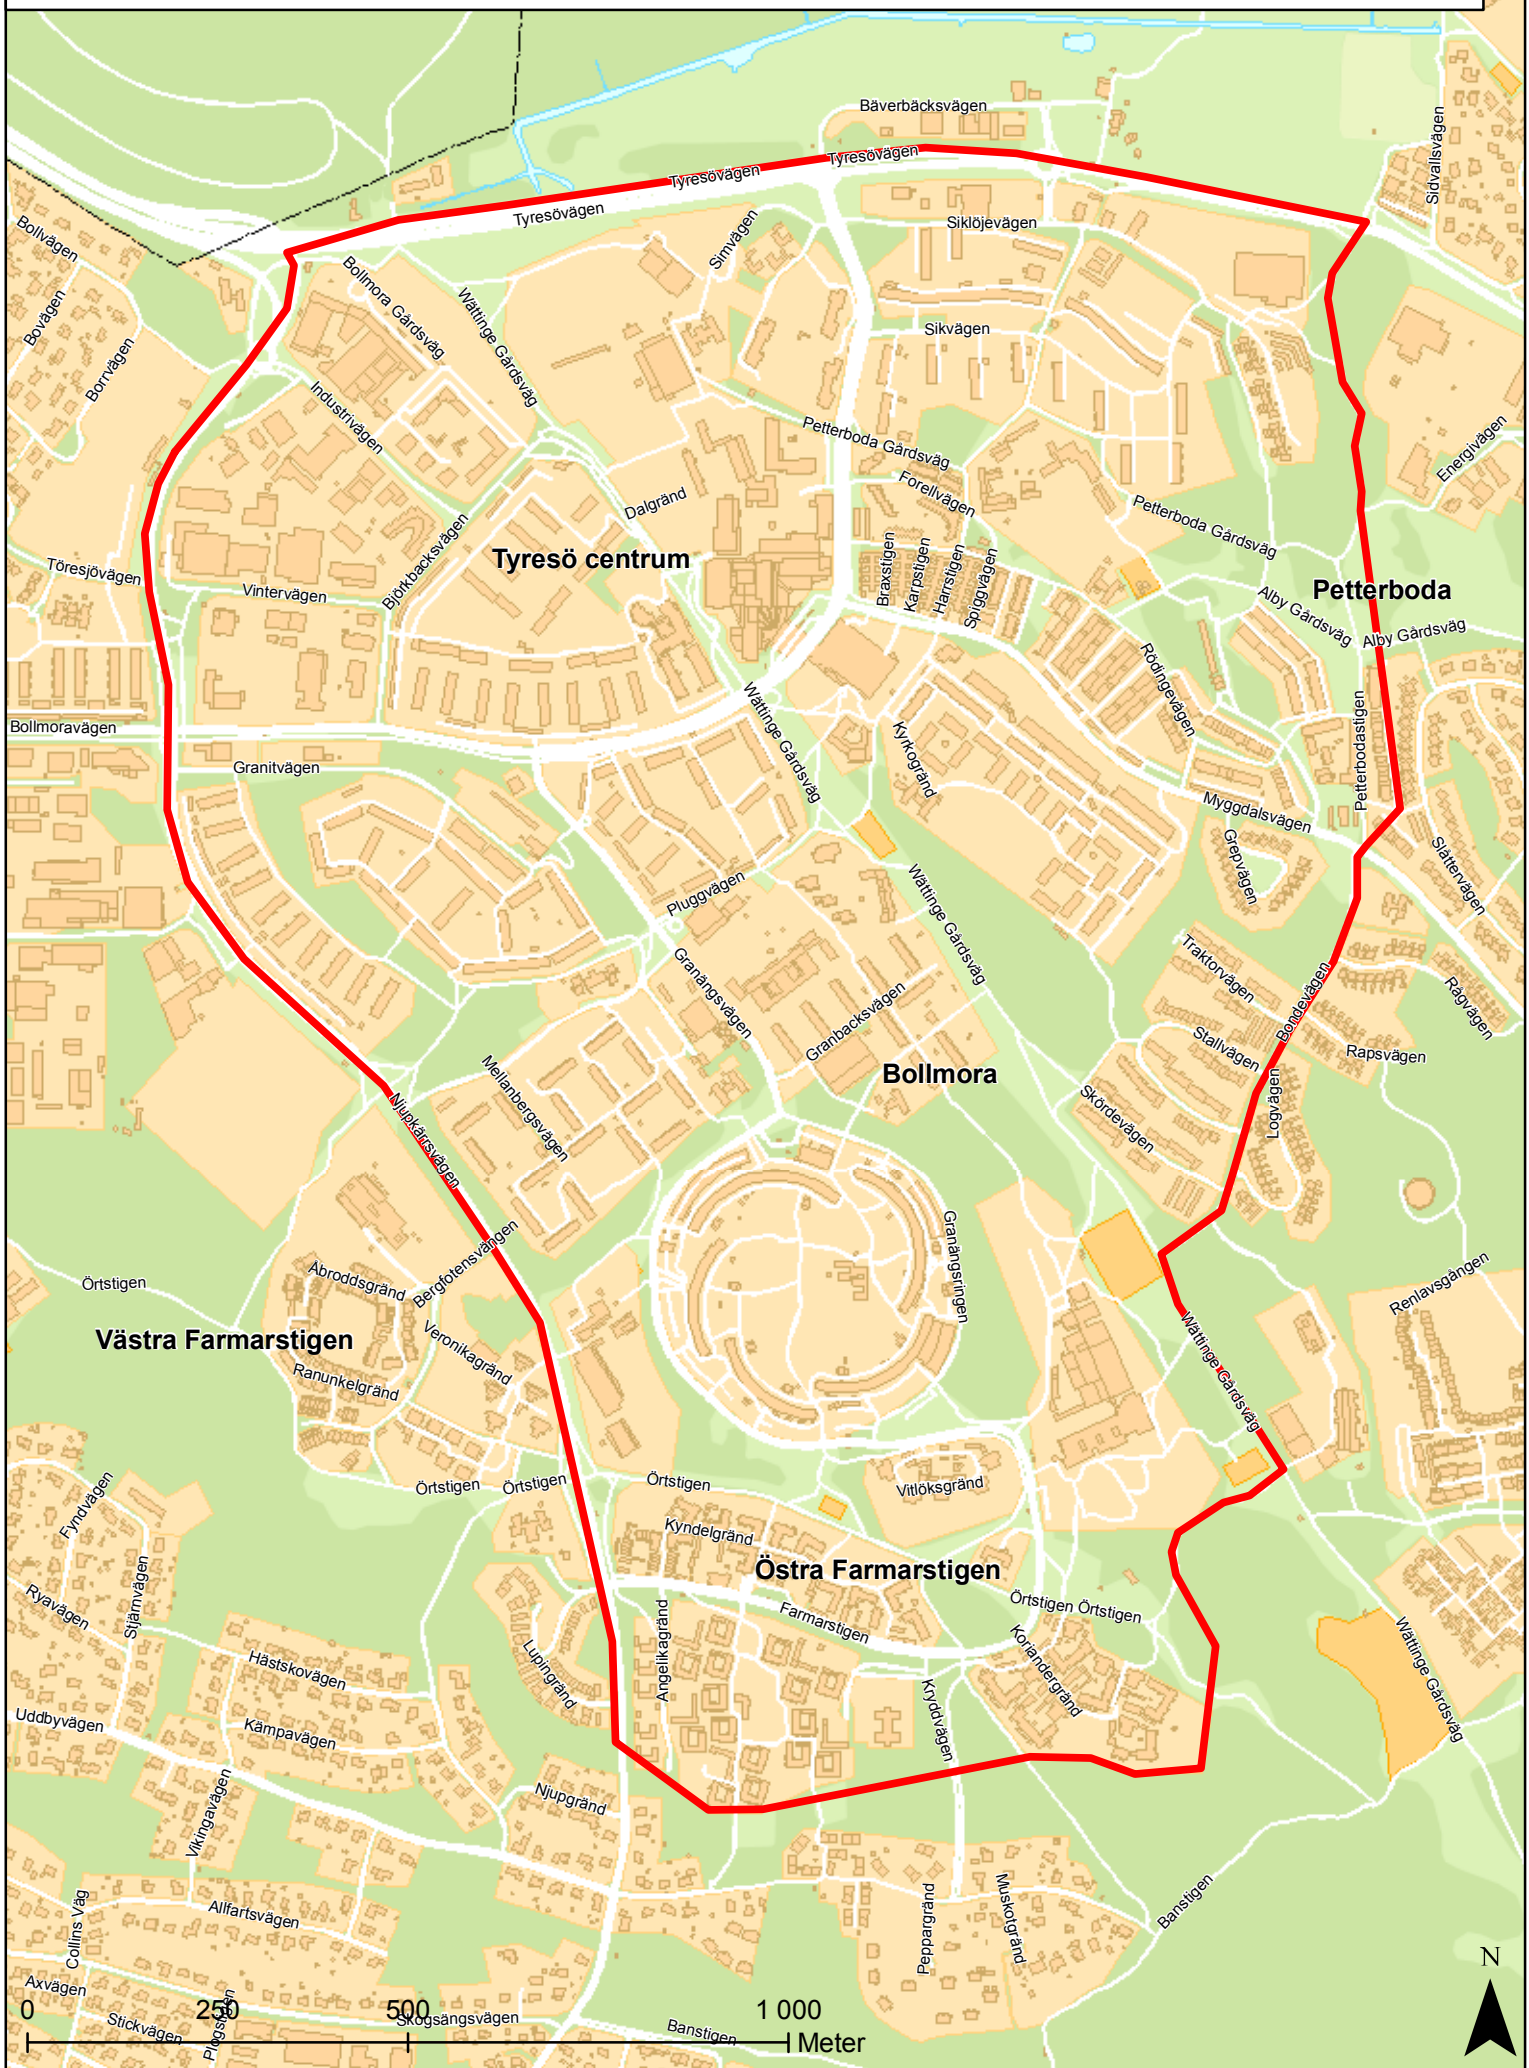 Bäverbäcksvägen
Sidvallsvägen
Tyresövägen
Tyresövägen
Tyresövägen
Bollvägen
Simvägen
Siklöjevägen
Bollmora Gårdsväg
Wättinge Gårdsväg
Bovägen
Borrvägen
Sikvägen
Industrivägen
Petterboda Gårdsväg
Energivägen
Forellvägen
Dalgränd
Petterboda Gårdsväg
Björkbacksvägen
Tyresö centrum
Braxstigen
Karpstigen
Harrstigen
Spiggvägen
Töresjövägen
Vintervägen
Petterboda
Alby Gårdsväg
Alby Gårdsväg
Rödingevägen
Wättinge Gårdsväg
Bollmoravägen
Kyrkogränd
Petterbodastigen
Granitvägen
Myggdalsvägen
Grepvägen
Slåttervägen
Pluggvägen
Wättinge Gårdsväg
Traktorvägen
Granängsvägen
Bondevägen
Rågvägen
Granbacksvägen
Stallvägen
Rapsvägen
Bollmora
Mellanbergsvägen
Logvägen
Skördevägen
Njupkärrsvägen
Bergfotensvängen
Granängsringen
Åbroddsgränd
Örtstigen
Renlavsgången
Västra Farmarstigen
Veronikagränd
Wättinge Gårdsväg
Ranunkelgränd
Örtstigen
Örtstigen
Örtstigen
Vitlöksgränd
Fyndvägen
Kyndelgränd
Östra Farmarstigen
Stjärnvägen
Ryavägen
Örtstigen
Örtstigen
Farmarstigen
Angelikagränd
Koriandergränd
Wättinge Gårdsväg
Lupingränd
Hästskovägen
Kryddvägen
Uddbyvägen
Kämpavägen
Njupgränd
Vikingavägen
Peppargränd
Muskotgränd
Banstigen
Allfartsvägen
Collins Väg
Axvägen
Stickvägen
Plogstigen
Skogsängsvägen
Banstigen
N
0
250
500
1 000
Meter